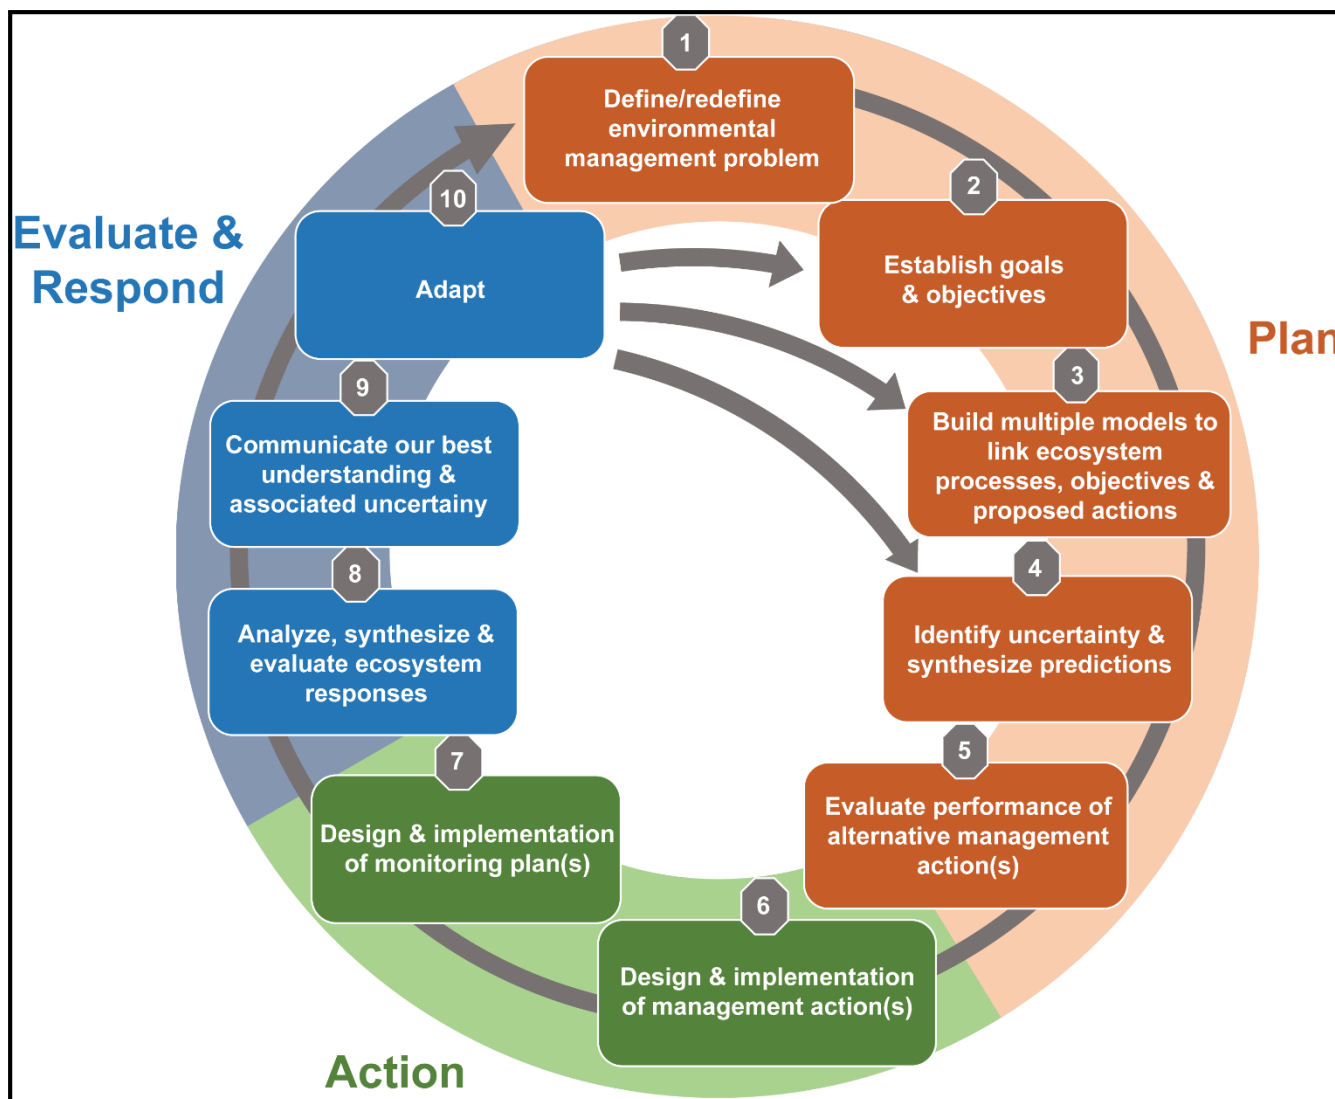 1
Define/redefine
environmental
management problem
2
Establish goals
& objectives
Plan
3
Build multiple models to
link ecosystem
processes, objectives &
proposed actions
4
Identify uncertainty &
synthesize predictions
5
Evaluate performance of
alternative management
action(s)
6
Design & implementation
of management action(s)
Action
7
Design & implementation
of monitoring plan(s)
8
Analyze, synthesize &
evaluate ecosystem
responses
9
Communicate our best
understanding &
associated uncertainy
10
Adapt
Evaluate &
Respond